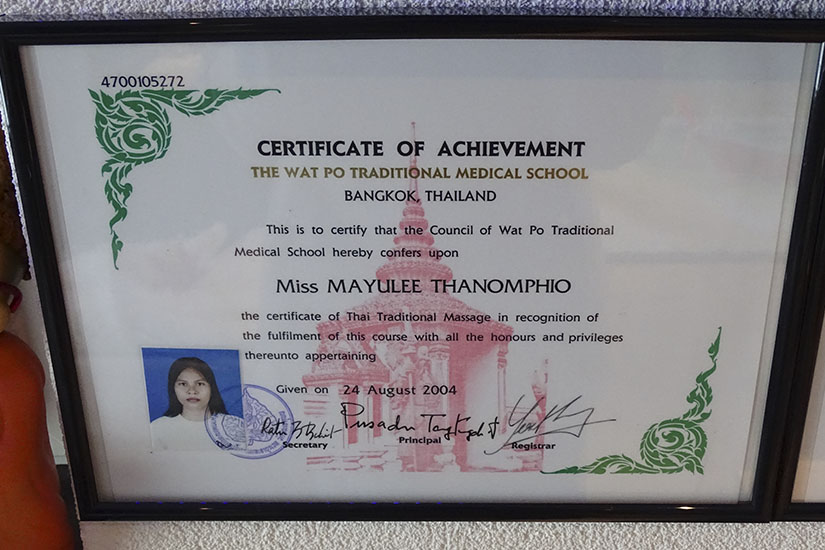 4700105272
CERTIFICATE OF ACHIEVEMENT
THE WAT PO TRADITIONAL MEDICAL SCHOOL
BANGKOK, THAILAND
This is to certify that the Council of Wat Po Traditional
Medical School hereby confers upon
Miss MAYULEE THANOMPHIO
the certificate of Thai Traditional Massage in recognition of
the fulfilment of this course with all the honours and privileges
thereunto appertaining
Given on 24 August 2004
Secretary Principal Registrar